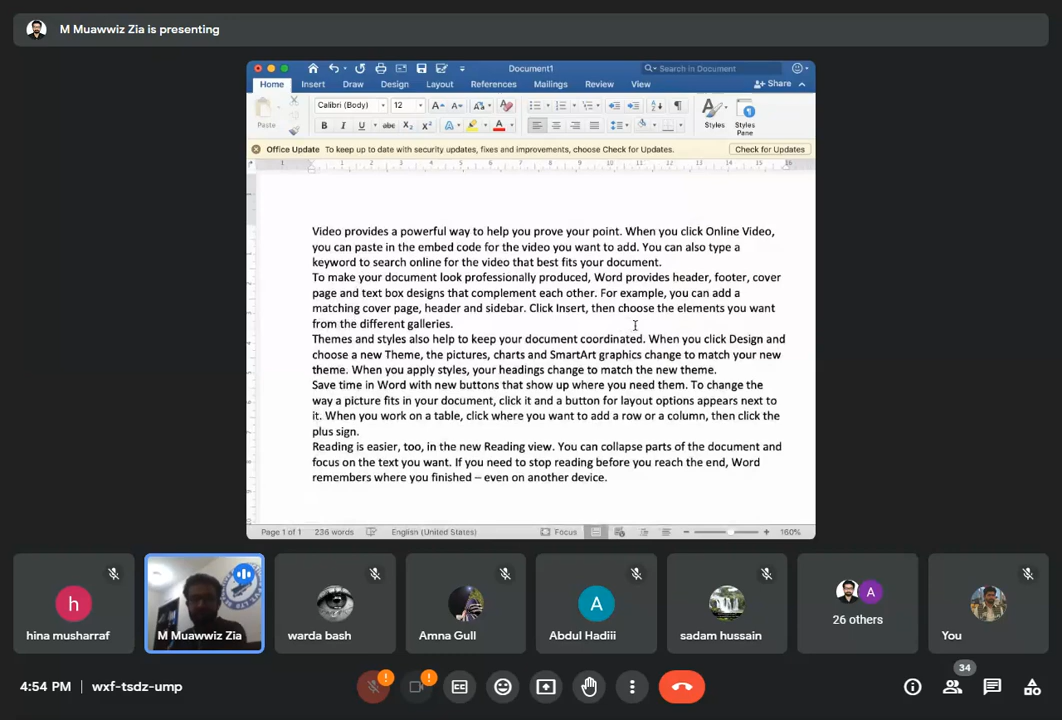 M Muawwiz Zia is presenting
Document1
Search in Document
Home Insert Draw Design Layout References Mailings Review View
Share
Calibri (Body) 12
Paste
Styles Styles Pane
Office Update To keep up to date with security updates, fixes and improvements, choose Check for Updates. Check for Updates
Video provides a powerful way to help you prove your point. When you click Online Video,
you can paste in the embed code for the video you want to add. You can also type a
keyword to search online for the video that best fits your document.
To make your document look professionally produced, Word provides header, footer, cover
page and text box designs that complement each other. For example, you can add a
matching cover page, header and sidebar. Click Insert, then choose the elements you want
from the different galleries.
Themes and styles also help to keep your document coordinated. When you click Design and
choose a new Theme, the pictures, charts and SmartArt graphics change to match your new
theme. When you apply styles, your headings change to match the new theme.
Save time in Word with new buttons that show up where you need them. To change the
way a picture fits in your document, click it and a button for layout options appears next to
it. When you work on a table, click where you want to add a row or a column, then click the
plus sign.
Reading is easier, too, in the new Reading view. You can collapse parts of the document and
focus on the text you want. If you need to stop reading before you reach the end, Word
remembers where you finished – even on another device.
Page 1 of 1 236 words English (United States) Focus 160%
h
A
A
hina musharraf
M Muawwiz Zia
warda bash
Amna Gull
Abdul Hadiii
sadam hussain
26 others
You
4:54 PM wxf-tsdz-ump
34